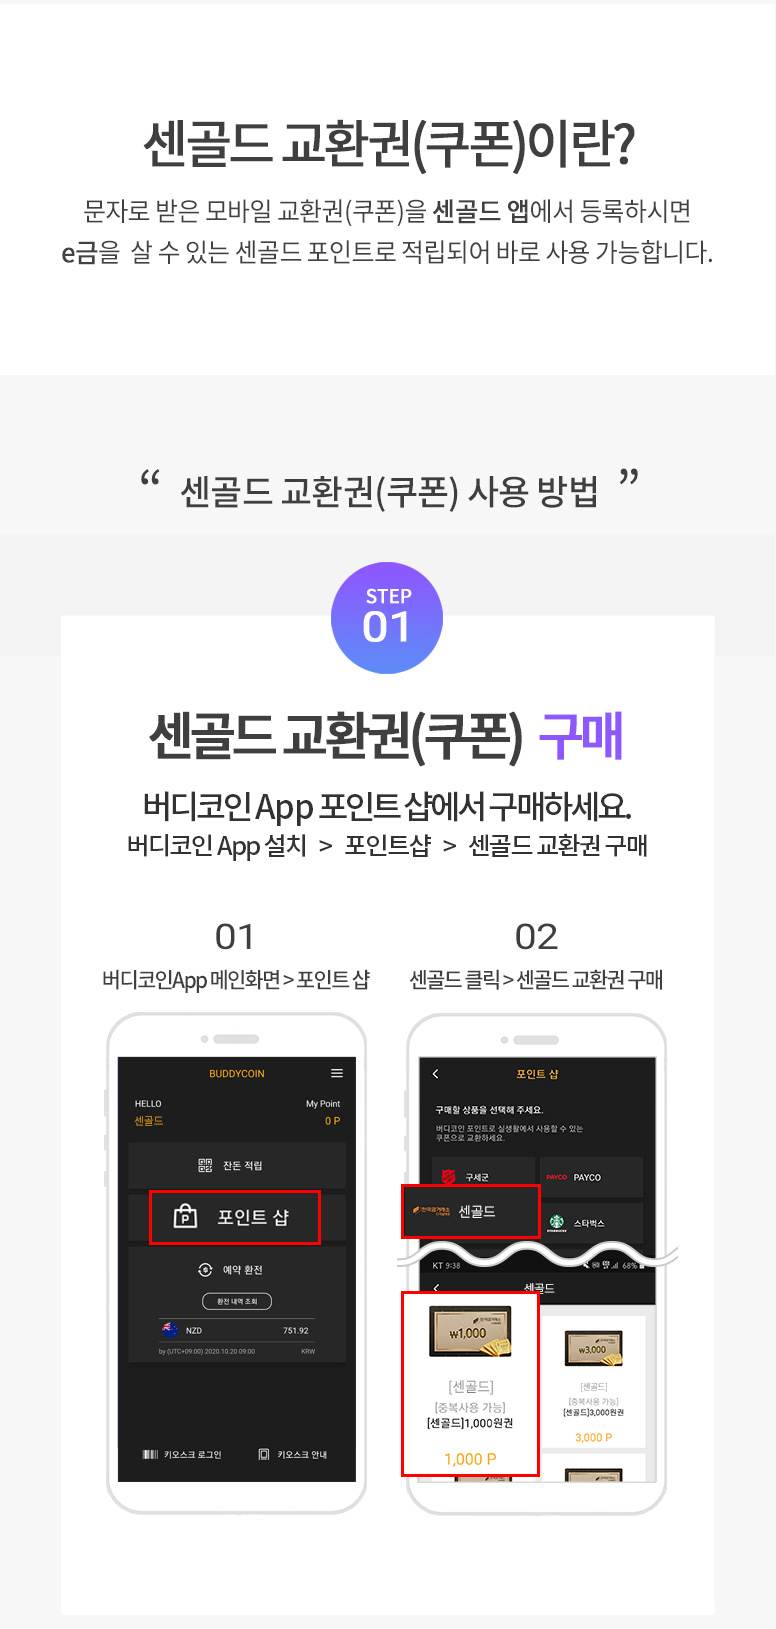 센골드 교환권(쿠폰)이란?
문자로 받은 모바일 교환권(쿠폰)을 센골드 앱에서 등록하시면
e금을 살 수 있는 센골드 포인트로 적립되어 바로 사용 가능합니다.
“ 센골드 교환권(쿠폰) 사용 방법 ”
STEP
01
센골드 교환권(쿠폰) 구매
버디코인 App 포인트 샵에서 구매하세요.
버디코인 App 설치 > 포인트샵 > 센골드 교환권 구매
01
버디코인App 메인화면 > 포인트 샵
BUDDYCOIN
HELLO
My Point
센골드
0 P
잔돈 적립
포인트 샵
예약 환전
환전 내역 조회
NZD
751.92
by (UTC+09:00) 2020.10.20 09:00
KRW
키오스크 로그인
키오스크 안내
02
센골드 클릭 > 센골드 교환권 구매
포인트 샵
구매할 상품을 선택해 주세요.
버디코인 포인트로 실생활에서 사용할 수 있는
쿠폰으로 교환하세요.
구세군
PAYCO PAYCO
한국금거래소
센골드
스타벅스
KT 9:38
68%
센골드
₩1,000
[센골드]
[중복사용 가능]
[센골드]1,000원권
1,000 P
₩3,000
[센골드]
[중복사용 가능]
[센골드]3,000원권
3,000 P